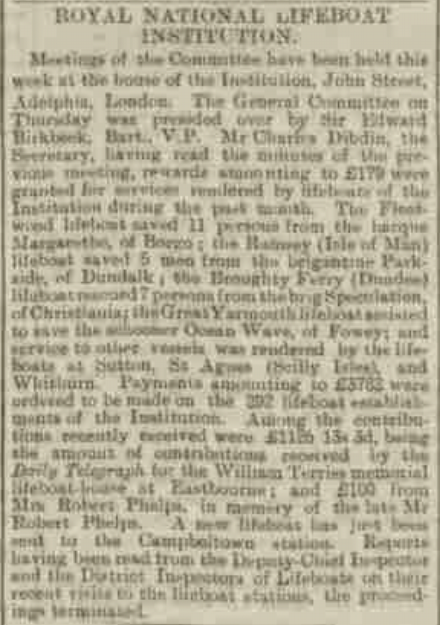 ROYAL NATIONAL LIFEBOAT
INSTITUTION.
Meetings of the Committee have been held this
week at the house of the Institution, John Street,
Adelphia, London. The General Committee on
Thursday was presided over by Sir Edward
Birkbeck, Bart., V.P. Mr Charles Dibdin, the
Secretary, having read the minutes of the pre-
vious meeting, rewards amounting to £179 were
granted for services rendered by lifeboats of the
Institution during the past month. The Fleet-
wood lifeboat saved 11 persons from the barque
Margarethe, of Borgo; the Ramsey (Isle of Man)
lifeboat saved 5 men from the brigantine Park-
side, of Dundalk; the Broughty Ferry (Dundee)
lifeboat rescued 7 persons from the brig Speculation,
of Christiania; the Great Yarmouth lifeboat assisted
to save the schooner Ocean Wave, of Fowey; and
service to other vessels was rendered by the life-
boats at Sutton, St Agnes (Scilly Isles), and
Whitburn. Payments amounting to were
ordered to be made on the 292 lifeboat establish-
ments of the Institution. Among the contribu-
tions recently received were £1125 13s 3d, being
the amount of contributions received by the
Daily Telegraph for the William Terriss memorial
lifeboat-house at Eastbourne; and £100 from
Mrs Robert Phelps, in memory of the late Mr
Robert Phelps. A new lifeboat has just been
sent to the Campbeltown station. Reports
having been read from the Deputy-Chief Inspector
and the District Inspectors of Lifeboats on their
recent visits to the lifeboat stations, the proceed-
ings terminated.